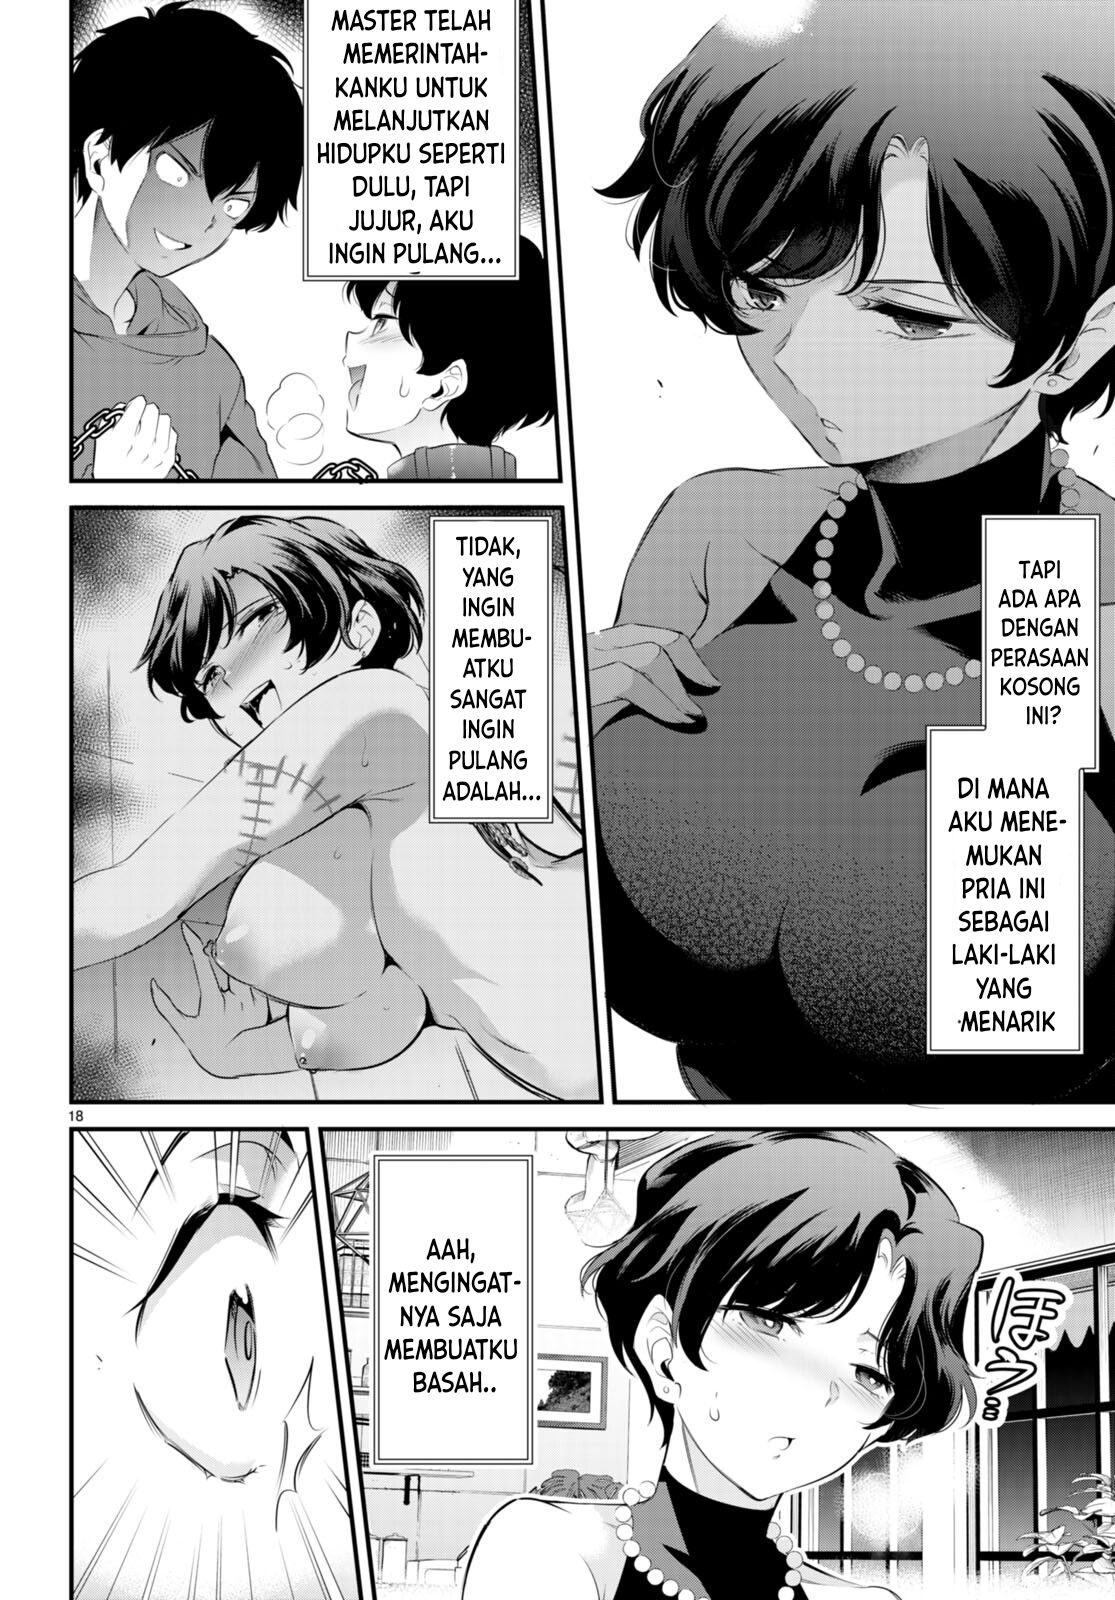 TAPI
ADA APA
DENGAN
PERASAAN
KOSONG
INI?
DI MANA
AKU MENE-
MUKAN
PRIA INI
SEBAGAI
LAKI-LAKI
YANG
MENARIK
MASTER TELAH
MEMERINTAH-
KANKU UNTUK
MELANJUTKAN
HIDUPKU SEPERTI
DULU, TAPI
JUJUR, AKU
INGIN PULANG...
TIDAK,
YANG
INGIN
MEMBU-
ATKU
SANGAT
INGIN
PULANG
ADALAH...
18
ほうっ…
AAH,
MENGINGAT-
NYA SAJA
MEMBUATKU
BASAH..